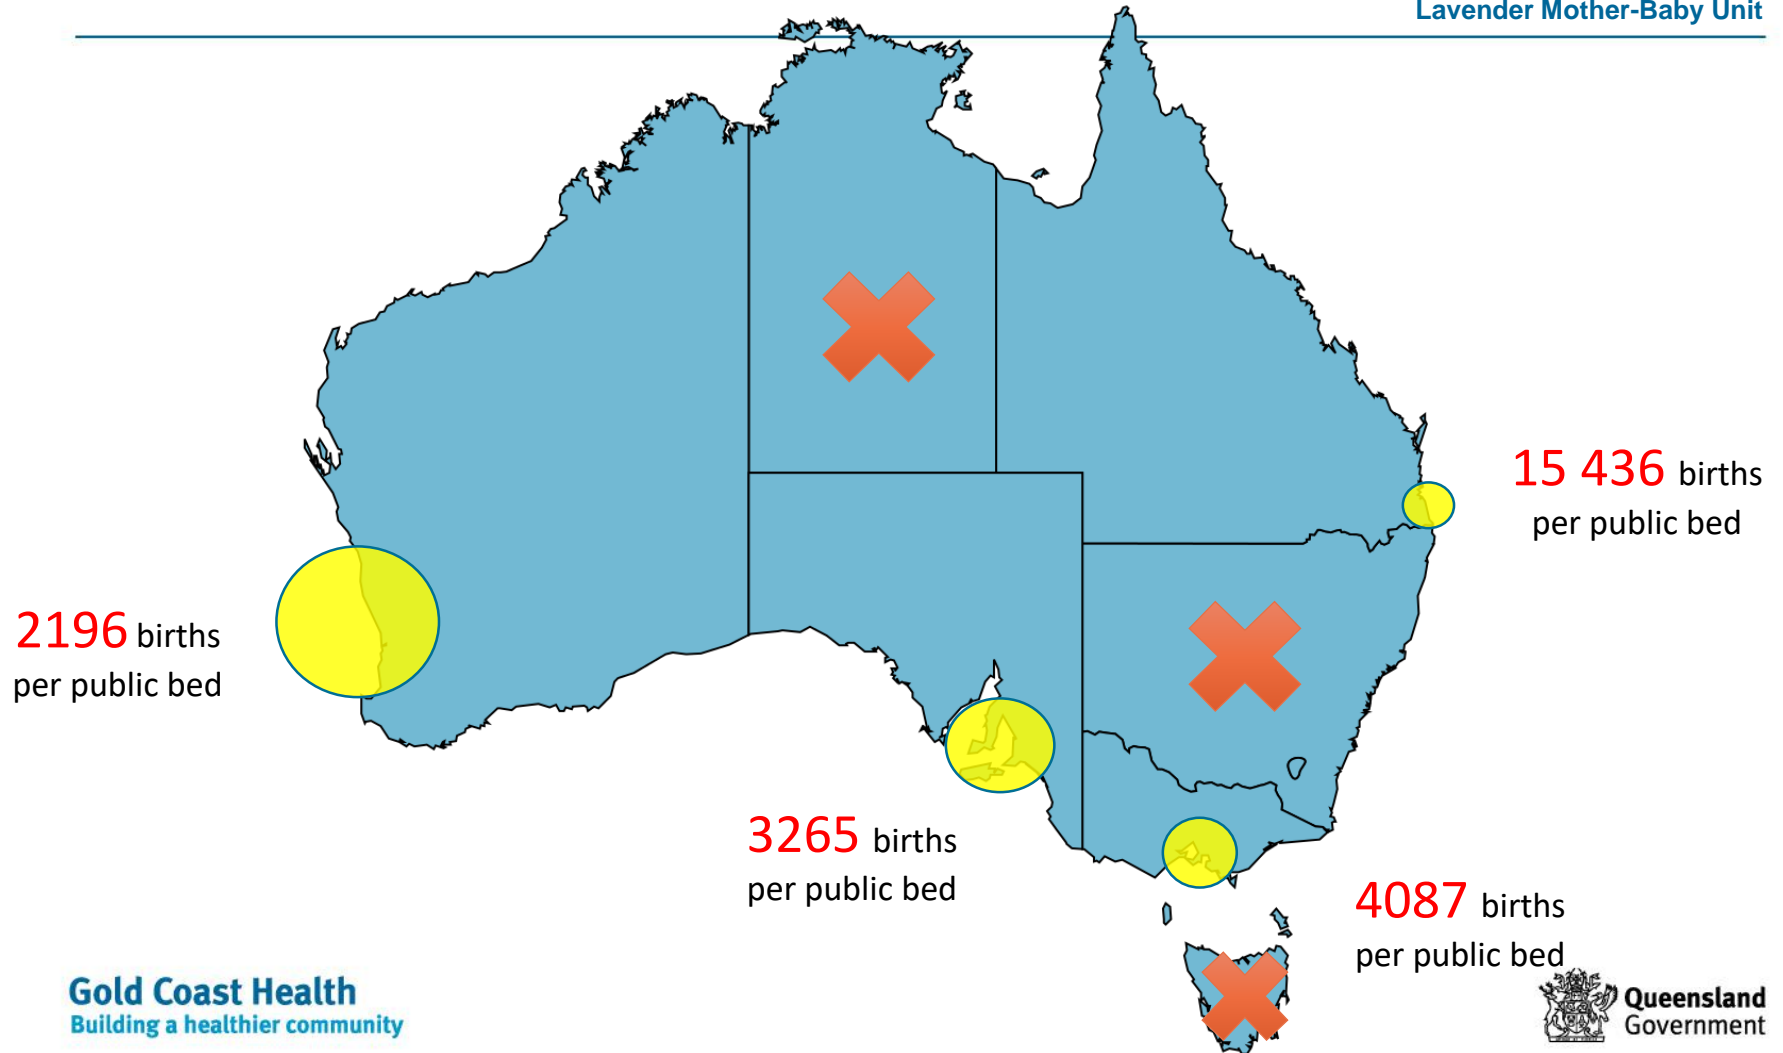 Lavender Mother-Baby Unit
15 436 births
per public bed
2196 births
per public bed
3265 births
per public bed
4087 births
per public bed
Gold Coast Health
Building a healthier community
Queensland
Government